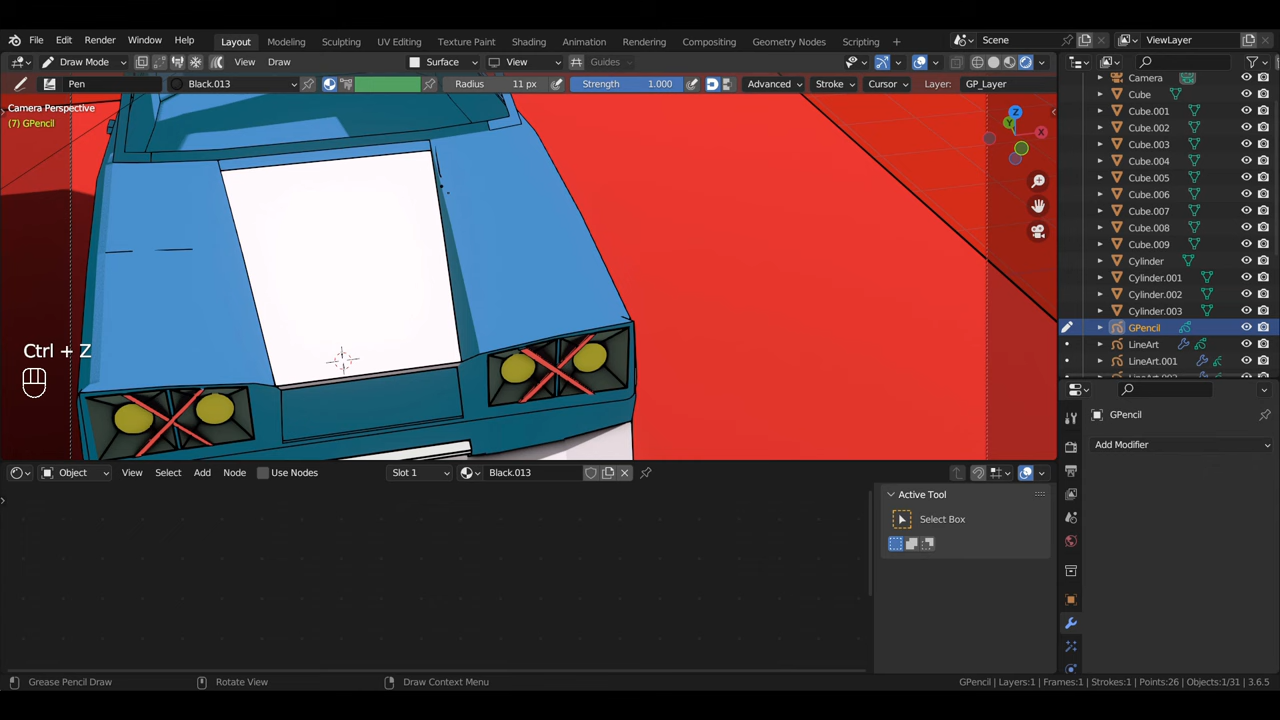 File Edit Render Window Help Layout Modeling Sculpting UV Editing Texture Paint Shading Animation Rendering Compositing Geometry Nodes Scripting + Scene ViewLayer
Draw Mode View Draw Surface View Guides
Pen Black.013 Radius 11 px Strength 1.000 Advanced Stroke Cursor Layer: GP_Layer
Camera Perspective
(7) GPencil
Z
Y
X
Ctrl + Z
Camera
Cube
Cube.001
Cube.002
Cube.003
Cube.004
Cube.005
Cube.006
Cube.007
Cube.008
Cube.009
Cylinder
Cylinder.001
Cylinder.002
Cylinder.003
GPencil
LineArt
LineArt.001
GPencil
Add Modifier
Object View Select Add Node Use Nodes Slot 1 Black.013
Active Tool
Select Box
Grease Pencil Draw Rotate View Draw Context Menu GPencil | Layers:1 | Frames:1 | Strokes:1 | Points:26 | Objects:1/31 | 3.6.5